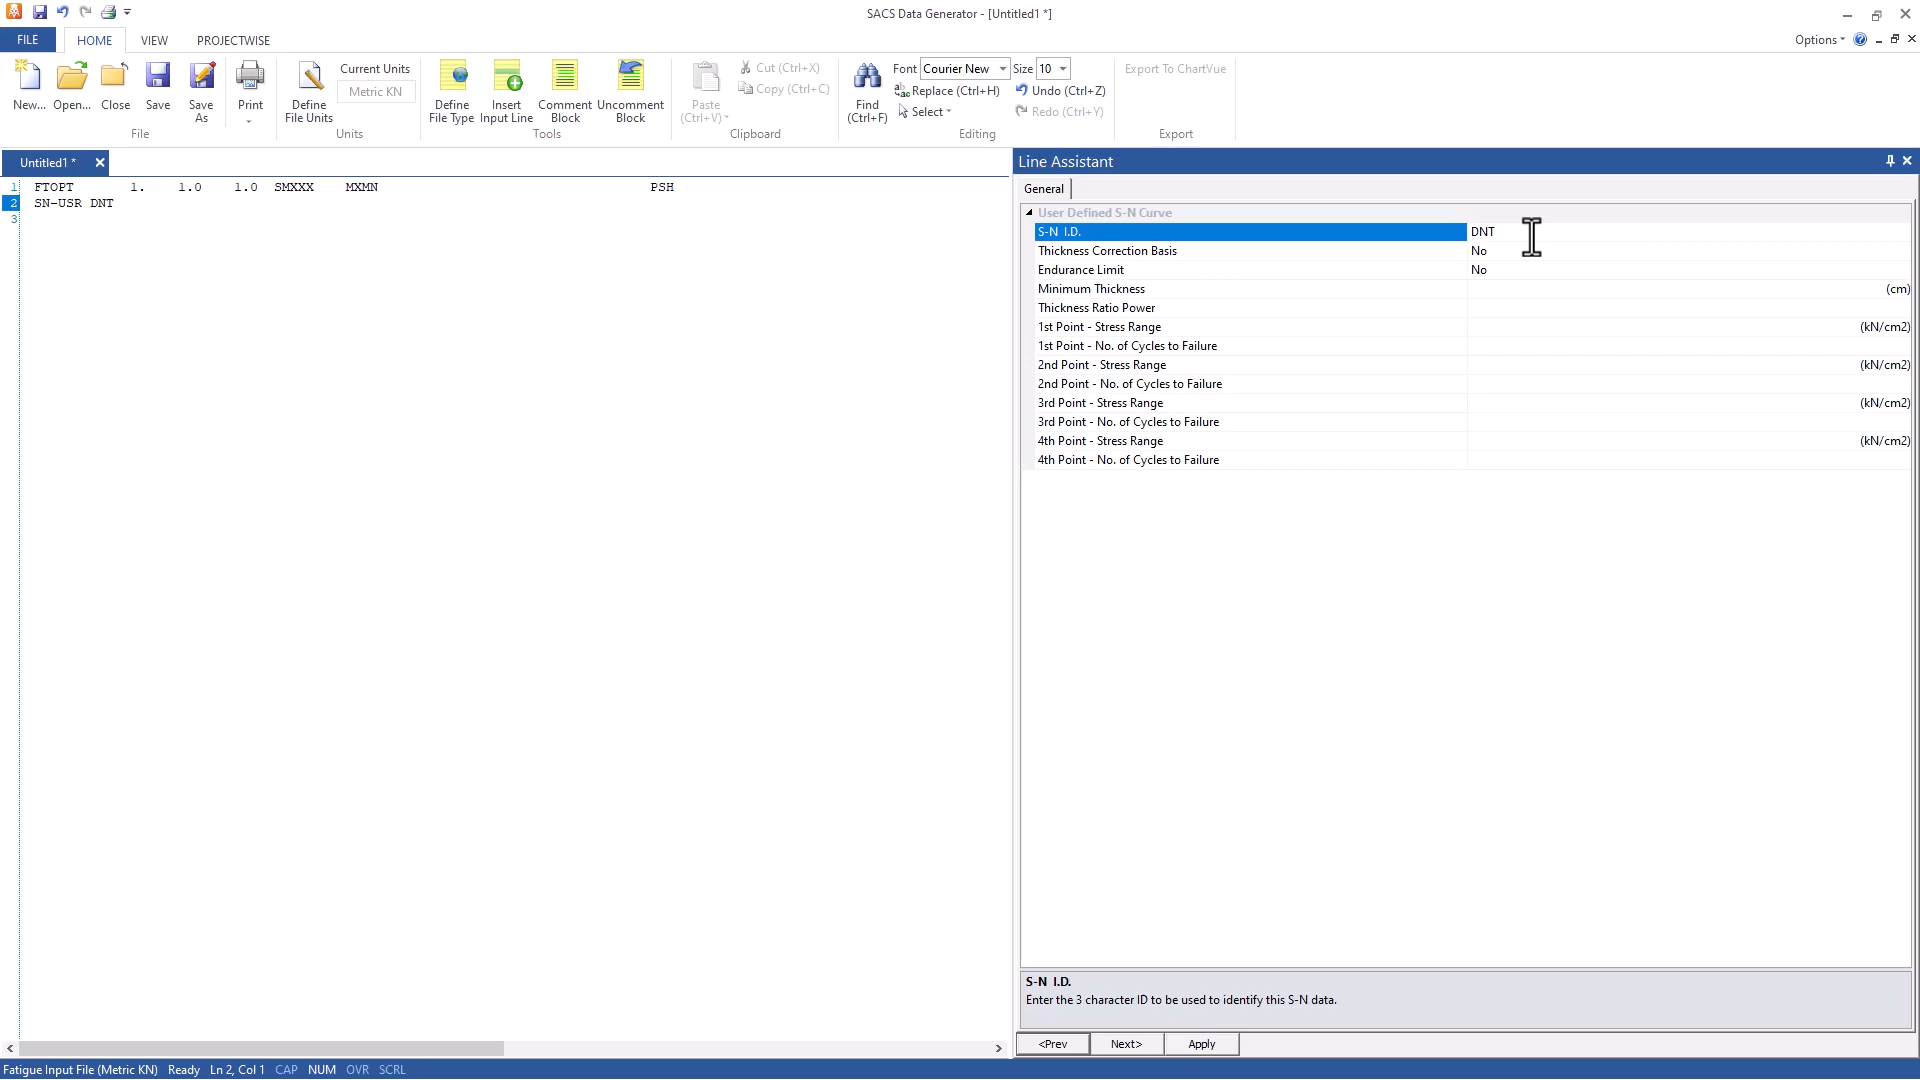 SACS Data Generator - [Untitled1 *]
FILE HOME VIEW PROJECTWISE Options
New... Open... Close Save Save As Print
File
Define File Units Current Units Metric KN
Units
Define File Type Insert Input Line Comment Block Uncomment Block
Tools
Paste (Ctrl+V) Cut (Ctrl+X) Copy (Ctrl+C)
Clipboard
Find (Ctrl+F) Font Courier New Size 10
Replace (Ctrl+H) Undo (Ctrl+Z)
Select Redo (Ctrl+Y)
Editing
Export To ChartVue
Export
Untitled1 *
1 FTOPT 1. 1.0 1.0 SMXXX MXMN PSH
2 SN-USR DNT
3
Line Assistant
General
User Defined S-N Curve
S-N I.D. DNT
Thickness Correction Basis No
Endurance Limit No
Minimum Thickness (cm)
Thickness Ratio Power
1st Point - Stress Range (kN/cm2)
1st Point - No. of Cycles to Failure
2nd Point - Stress Range (kN/cm2)
2nd Point - No. of Cycles to Failure
3rd Point - Stress Range (kN/cm2)
3rd Point - No. of Cycles to Failure
4th Point - Stress Range (kN/cm2)
4th Point - No. of Cycles to Failure
S-N I.D.
Enter the 3 character ID to be used to identify this S-N data.
<Prev Next> Apply
Fatigue Input File (Metric KN) Ready Ln 2, Col 1 CAP NUM OVR SCRL